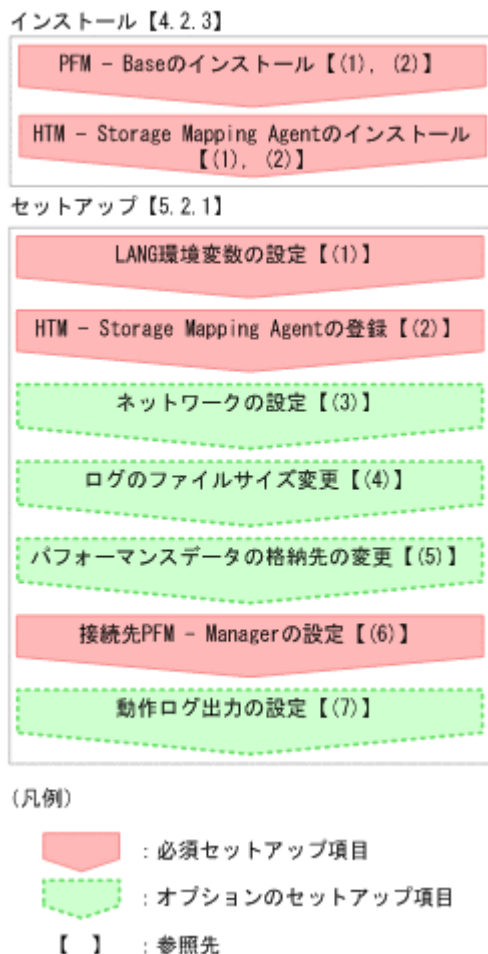 インストール【4.2.3】
PFM - Baseのインストール【(1), (2)】
HTM - Storage Mapping Agentのインストール
【(1), (2)】
セットアップ【5.2.1】
LANG環境変数の設定【(1)】
HTM - Storage Mapping Agentの登録【(2)】
ネットワークの設定【(3)】
ログのファイルサイズ変更【(4)】
パフォーマンスデータの格納先の変更【(5)】
接続先PFM - Managerの設定【(6)】
動作ログ出力の設定【(7)】
(凡例)
：必須セットアップ項目
：オプションのセットアップ項目
【 】 ：参照先